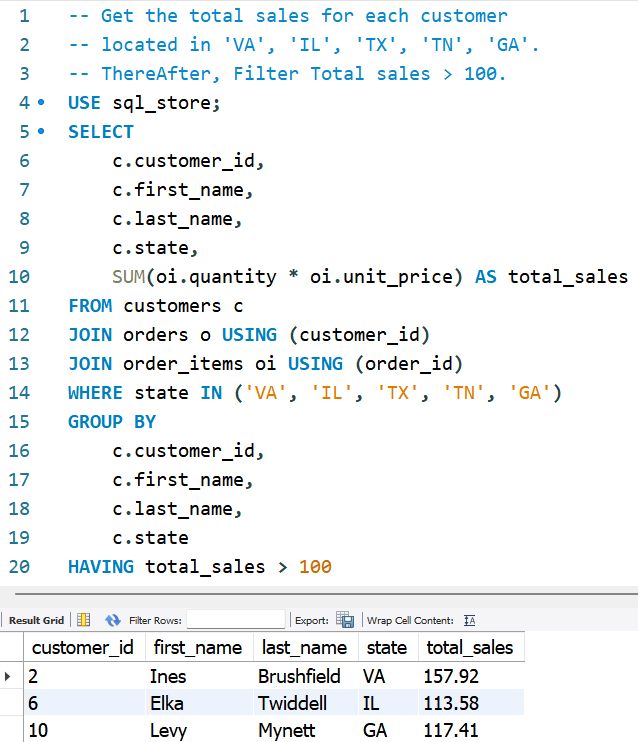 1 -- Get the total sales for each customer
2 -- located in 'VA', 'IL', 'TX', 'TN', 'GA'.
3 -- ThereAfter, Filter Total sales > 100.
4 USE sql_store;
5 SELECT
6 c.customer_id,
7 c.first_name,
8 c.last_name,
9 c.state,
10 SUM(oi.quantity * oi.unit_price) AS total_sales
11 FROM customers c
12 JOIN orders o USING (customer_id)
13 JOIN order_items oi USING (order_id)
14 WHERE state IN ('VA', 'IL', 'TX', 'TN', 'GA')
15 GROUP BY
16 c.customer_id,
17 c.first_name,
18 c.last_name,
19 c.state
20 HAVING total_sales > 100
Result Grid Filter Rows: Export: Wrap Cell Content: IA
customer_id first_name last_name state total_sales
2 Ines Brushfield VA 157.92
6 Elka Twiddell IL 113.58
10 Levy Mynett GA 117.41